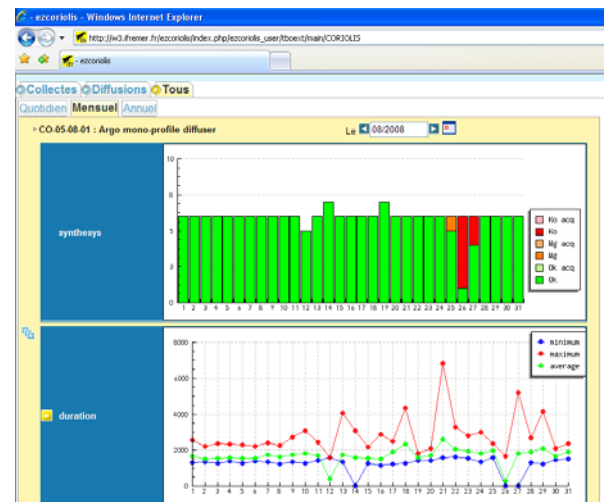 - ezcoriolis - Windows Internet Explorer
http://w3.ifremer.fr/ezcoriolis/index.php/ezcoriolis_user/tboext/main/CORIOLIS
- ezcoriolis
Collectes Diffusions Tous
Quotidien Mensuel Annuel
CO-05-08-01 : Argo mono-profile diffuser Le 08/2008
synthesys
10
8
5
3
0
1 2 3 4 5 6 7 8 9 10 11 12 13 14 15 16 17 18 19 20 21 22 23 24 25 26 27 28 29 30 31
Ko acq
Ko
Wg acq
Wg
Ok acq
Ok
duration
8000
6000
4000
2000
0
1 2 3 4 5 6 7 8 9 10 11 12 13 14 15 16 17 18 19 20 21 22 23 24 25 26 27 28 29 30 31
minimum
maximum
average